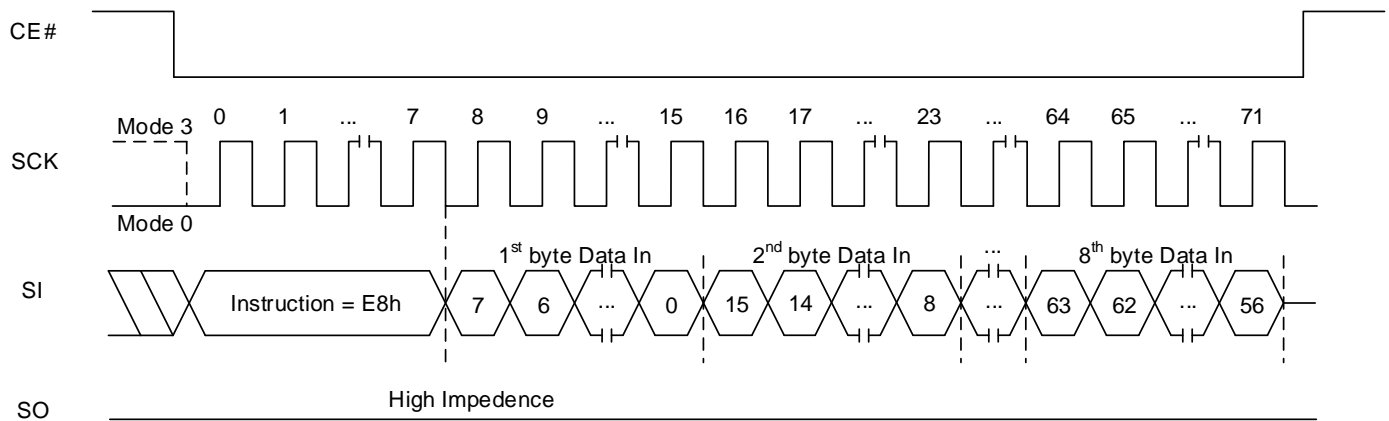 CE#
0 1 ... 7 8 9 ... 15 16 17 ... 23 ... 64 65 ... 71
Mode 3
SCK
Mode 0
1st byte Data In 2nd byte Data In ... 8th byte Data In
SI
Instruction = E8h 7 6 ... 0 15 14 ... 8 ... 63 62 ... 56
High Impedence
SO